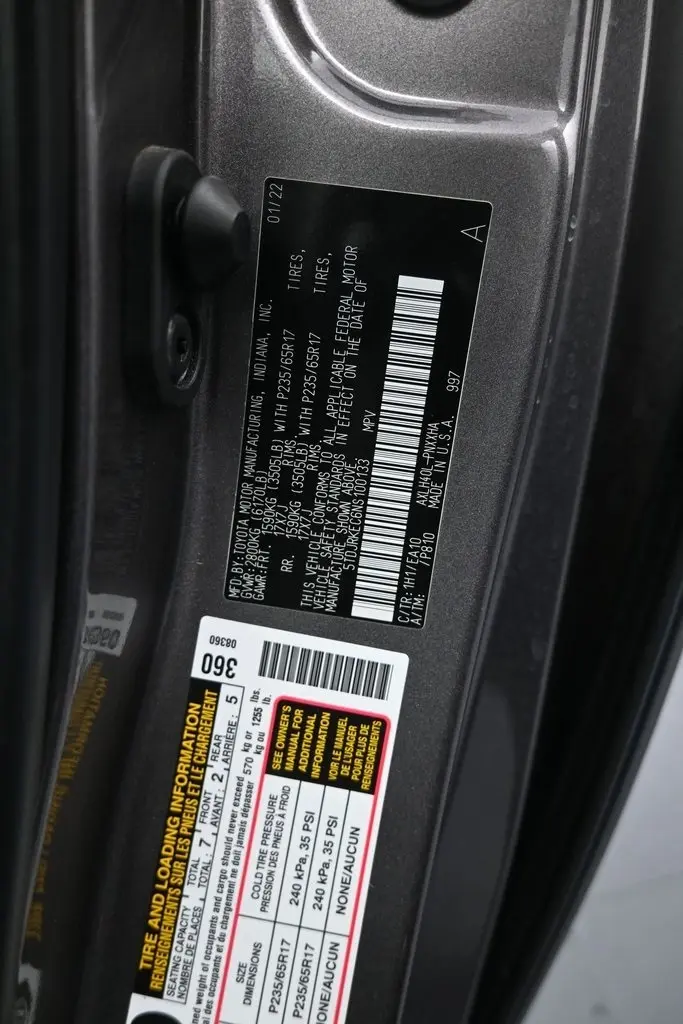 MFD.BY:TOYOTA MOTOR MANUFACTURING, INDIANA, INC. 01/22
GVWR:2800KG (6170LB)
GAWR:FRT. 1590KG (3505LB) WITH P235/65R17 TIRES,
17X7J RIMS,
RR. 1590KG (3505LB) WITH P235/65R17 TIRES,
17X7J RIMS.
THIS VEHICLE CONFORMS TO ALL APPLICABLE FEDERAL MOTOR
VEHICLE SAFETY STANDARDS IN EFFECT ON THE DATE OF
MANUFACTURE SHOWN ABOVE.
5TDJRKEC6NS100133 MPV
C/TR:1H1/EA10 AXLH40L-PNXXHA
A/TM: /P810 MADE IN U.S.A. 997
A
360
08360
TIRE AND LOADING INFORMATION
RENSEIGNEMENTS SUR LES PNEUS ET LE CHARGEMENT
SEATING CAPACITY TOTAL 7 FRONT 2 REAR 5
NOMBRE DE PLACES TOTAL: AVANT: ARRIÈRE:
ned weight of occupants and cargo should never exceed 570 kg or 1255 lbs.
des occupants et du chargement ne doit jamais dépasser kg ou lb.
SIZE
DIMENSIONS
COLD TIRE PRESSURE
PRESSION DES PNEUS À FROID
P235/65R17 240 kPa, 35 PSI
P235/65R17 240 kPa, 35 PSI
NONE/AUCUN NONE/AUCUN
SEE OWNER'S
MANUAL FOR
ADDITIONAL
INFORMATION
VOIR LE MANUEL
DE L'USAGER
POUR PLUS DE
RENSEIGNEMENTS